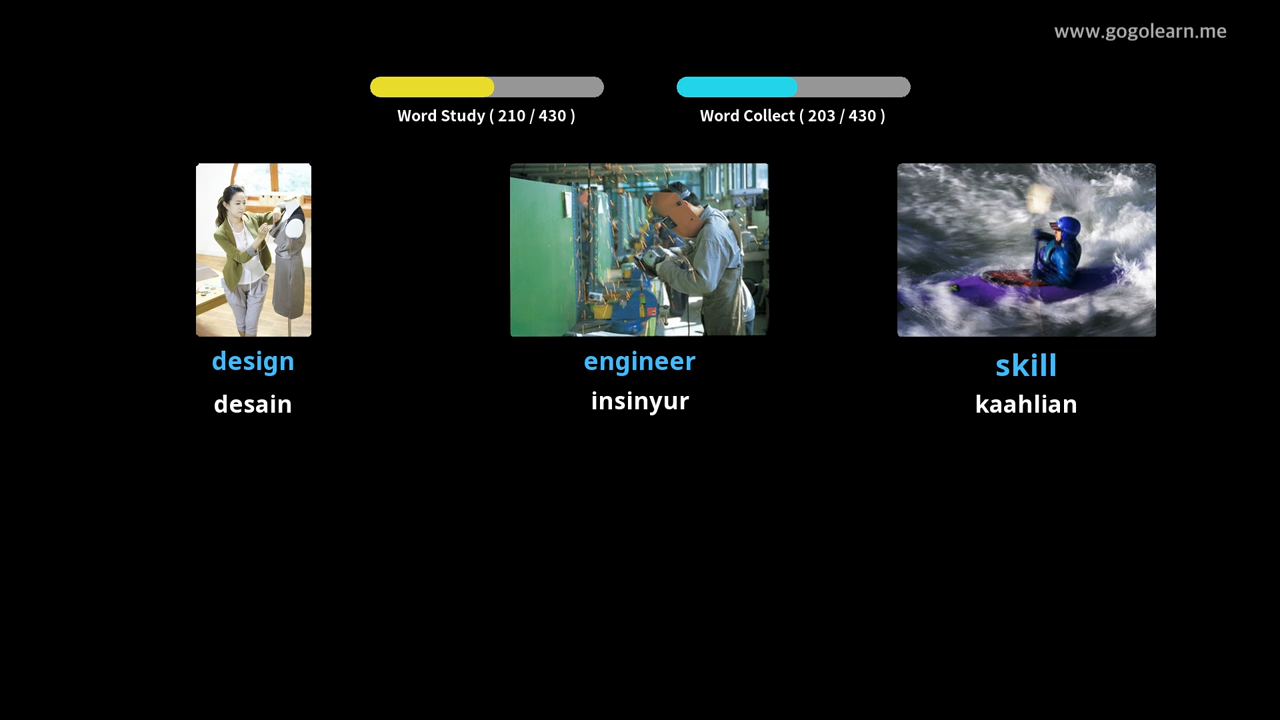 www.gogolearn.me
Word Study ( 210 / 430 )
Word Collect ( 203 / 430 )
design
engineer
skill
desain
insinyur
kaahlian